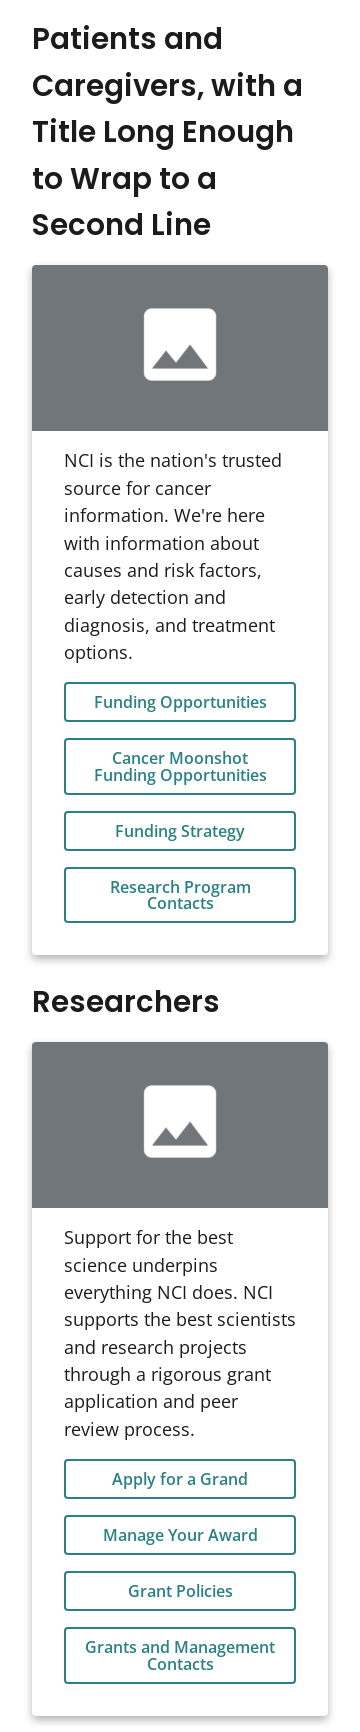 Patients and
Caregivers, with a
Title Long Enough
to Wrap to a
Second Line
NCI is the nation's trusted
source for cancer
information. We're here
with information about
causes and risk factors,
early detection and
diagnosis, and treatment
options.
Funding Opportunities
Cancer Moonshot
Funding Opportunities
Funding Strategy
Research Program
Contacts
Researchers
Support for the best
science underpins
everything NCI does. NCI
supports the best scientists
and research projects
through a rigorous grant
application and peer
review process.
Apply for a Grand
Manage Your Award
Grant Policies
Grants and Management
Contacts